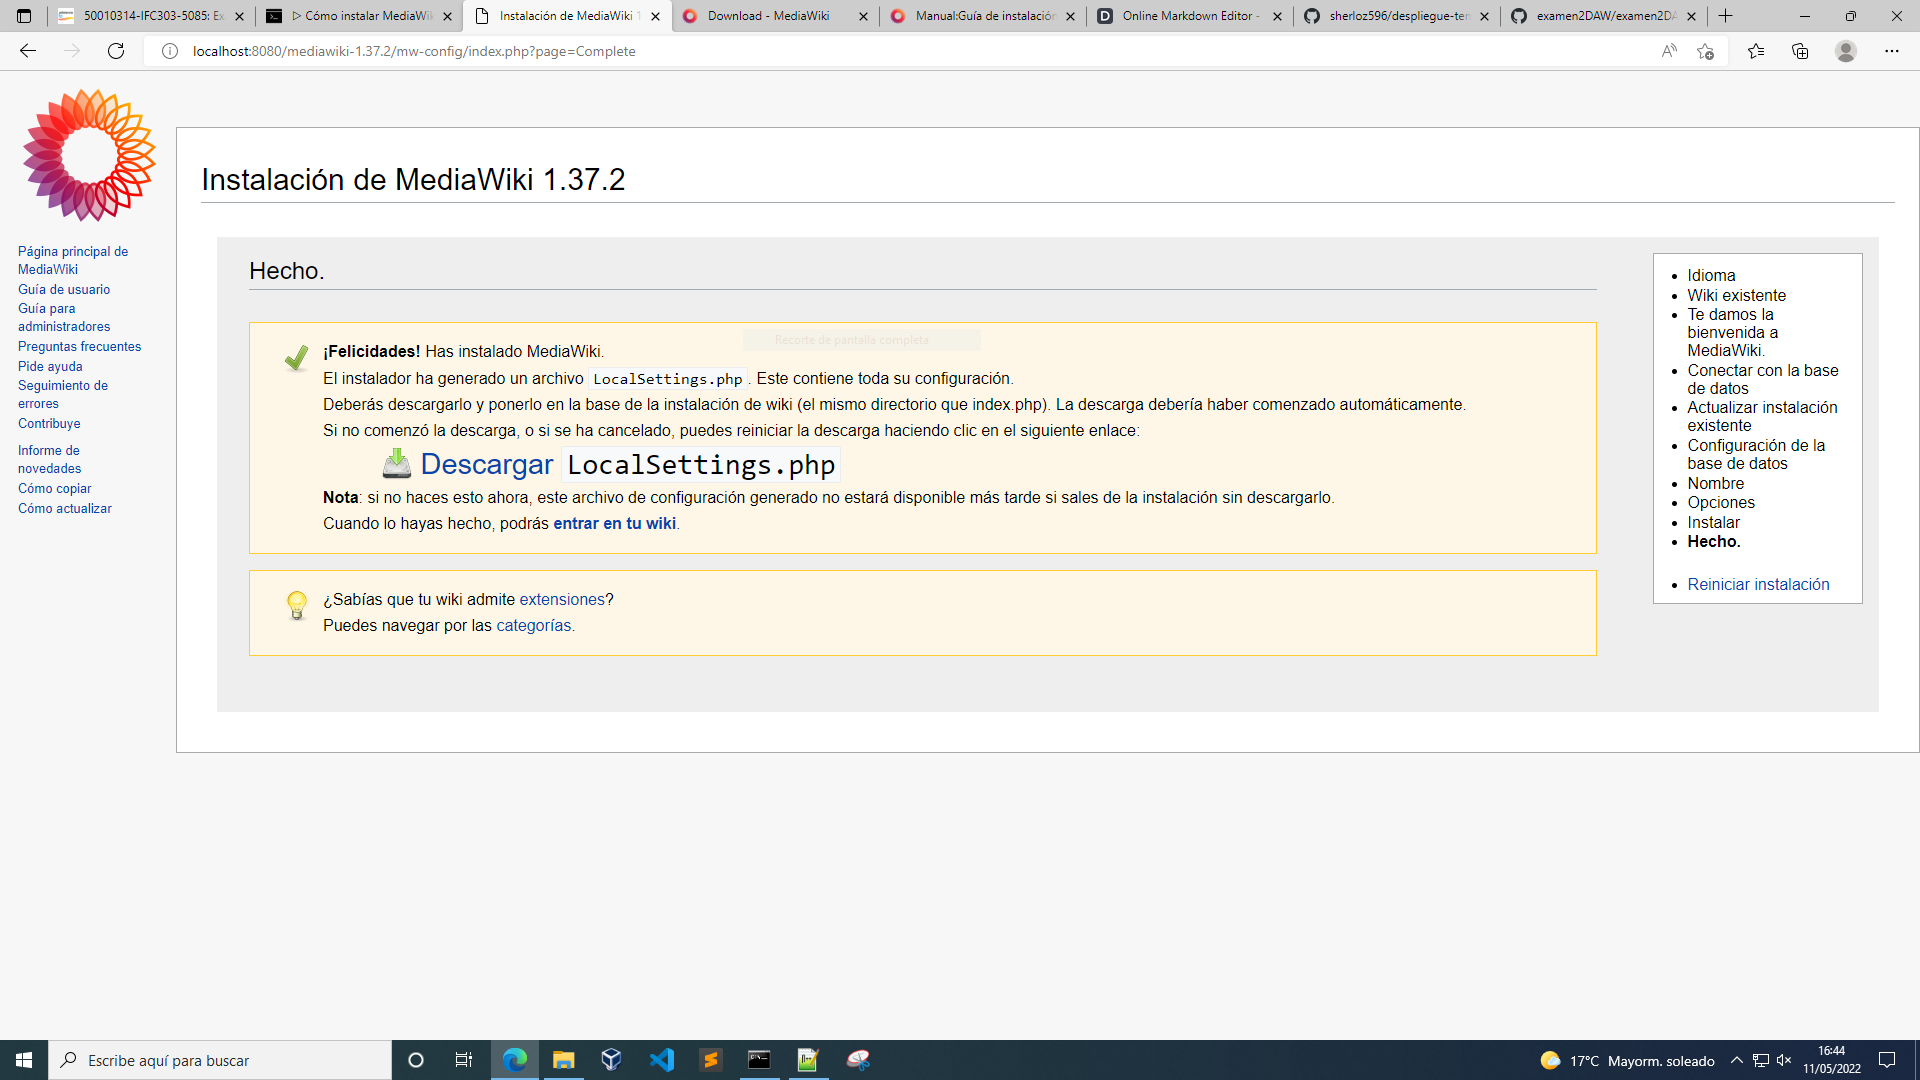 50010314-IFC303-5085: Ex
▷ Cómo instalar MediaWik
Instalación de MediaWiki 1
Download - MediaWiki
Manual:Guía de instalación
Online Markdown Editor -
sherloz596/despliegue-ter
examen2DAW/examen2DA
localhost:8080/mediawiki-1.37.2/mw-config/index.php?page=Complete
Página principal de
MediaWiki
Guía de usuario
Guía para
administradores
Preguntas frecuentes
Pide ayuda
Seguimiento de
errores
Contribuye
Informe de
novedades
Cómo copiar
Cómo actualizar
Instalación de MediaWiki 1.37.2
Hecho.
Recorte de pantalla completa
¡Felicidades! Has instalado MediaWiki.
El instalador ha generado un archivo LocalSettings.php. Este contiene toda su configuración.
Deberás descargarlo y ponerlo en la base de la instalación de wiki (el mismo directorio que index.php). La descarga debería haber comenzado automáticamente.
Si no comenzó la descarga, o si se ha cancelado, puedes reiniciar la descarga haciendo clic en el siguiente enlace:
Descargar LocalSettings.php
Nota: si no haces esto ahora, este archivo de configuración generado no estará disponible más tarde si sales de la instalación sin descargarlo.
Cuando lo hayas hecho, podrás entrar en tu wiki.
¿Sabías que tu wiki admite extensiones?
Puedes navegar por las categorías.
Idioma
Wiki existente
Te damos la
bienvenida a
MediaWiki.
Conectar con la base
de datos
Actualizar instalación
existente
Configuración de la
base de datos
Nombre
Opciones
Instalar
Hecho.
Reiniciar instalación
Escribe aquí para buscar
17°C Mayorm. soleado
16:44
11/05/2022